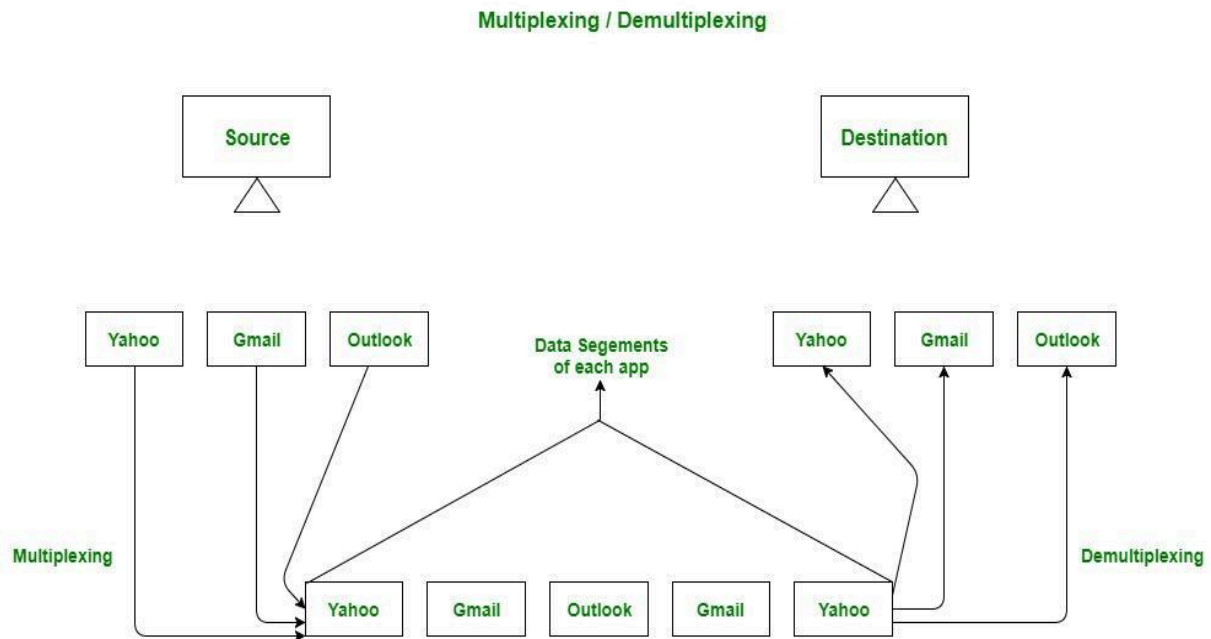 Multiplexing / Demultiplexing
Source
Destination
Yahoo
Gmail
Outlook
Data Segements
of each app
Yahoo
Gmail
Outlook
Multiplexing
Demultiplexing
Yahoo
Gmail
Outlook
Gmail
Yahoo